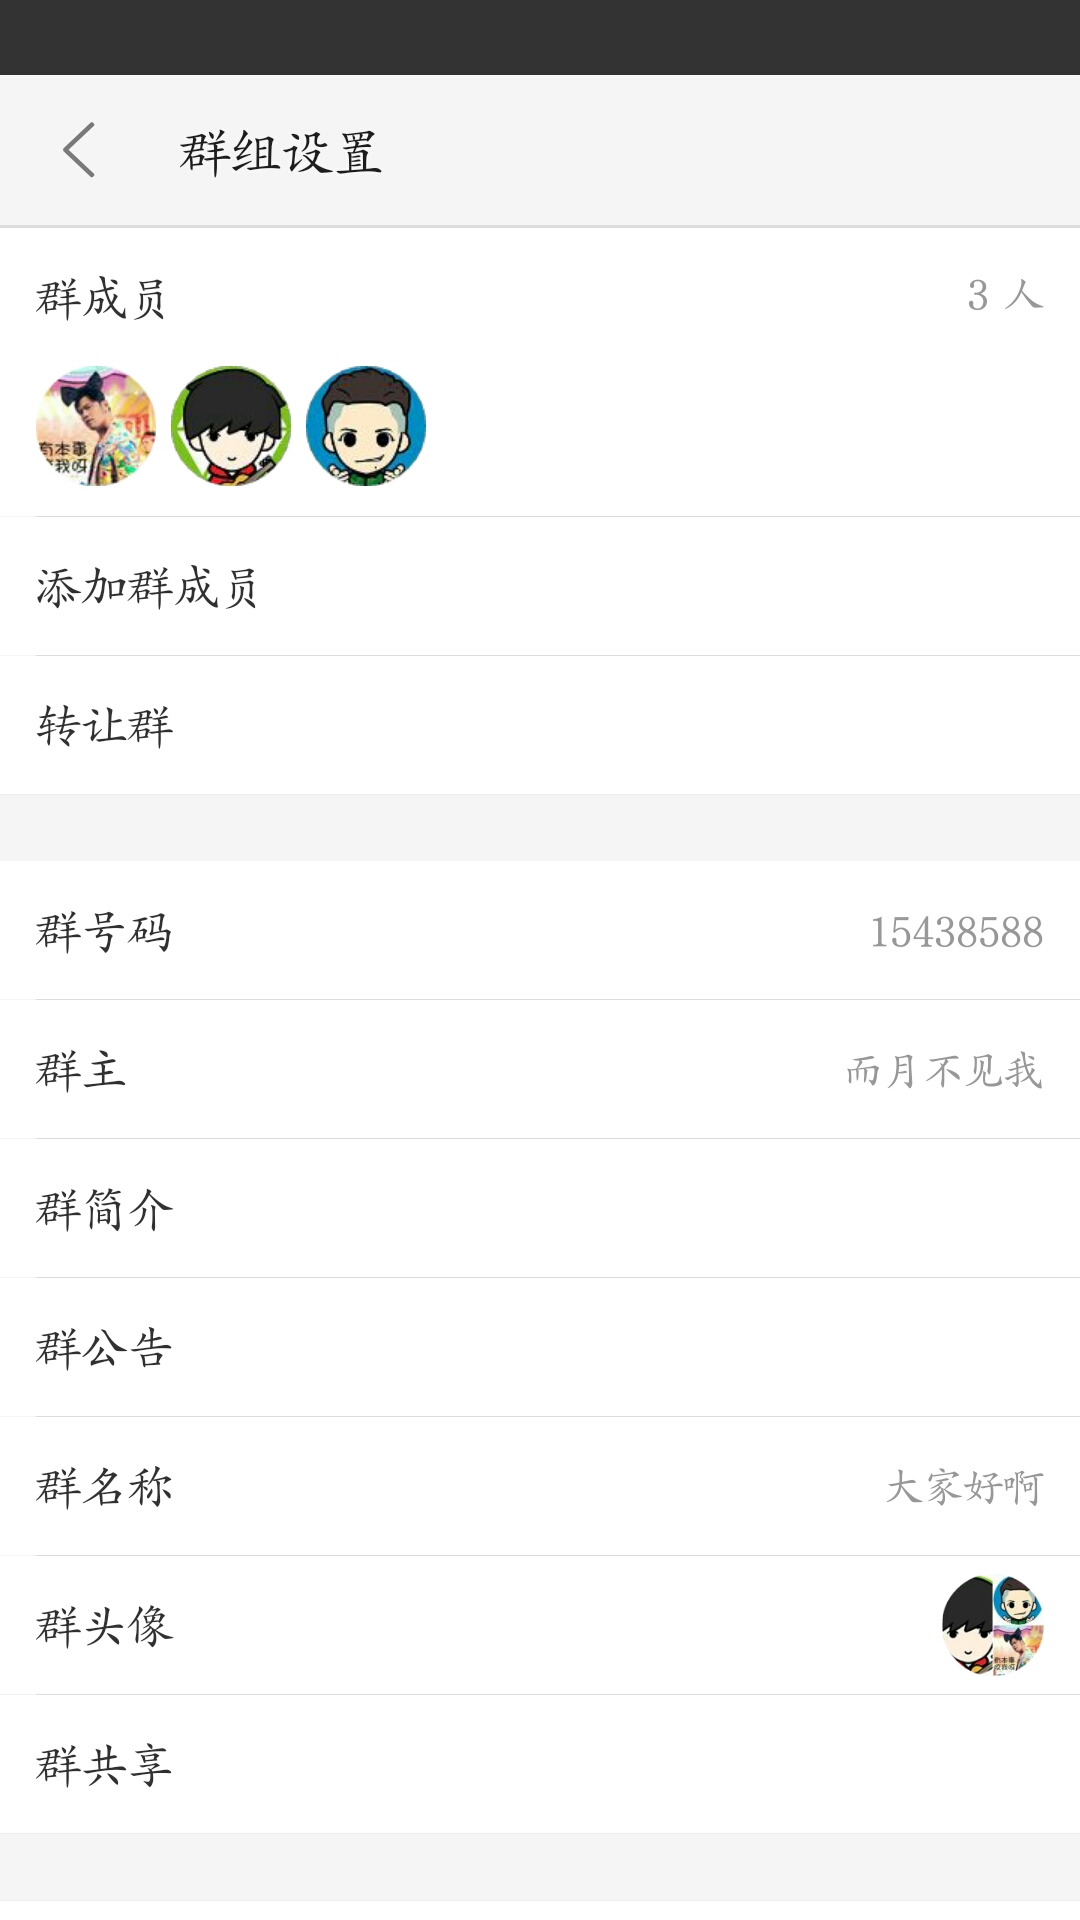 群组设置
群成员 3 人
有本事
我呀
添加群成员
转让群
群号码 15438588
群主 而月不见我
群简介
群公告
群名称 大家好啊
群头像
群共享